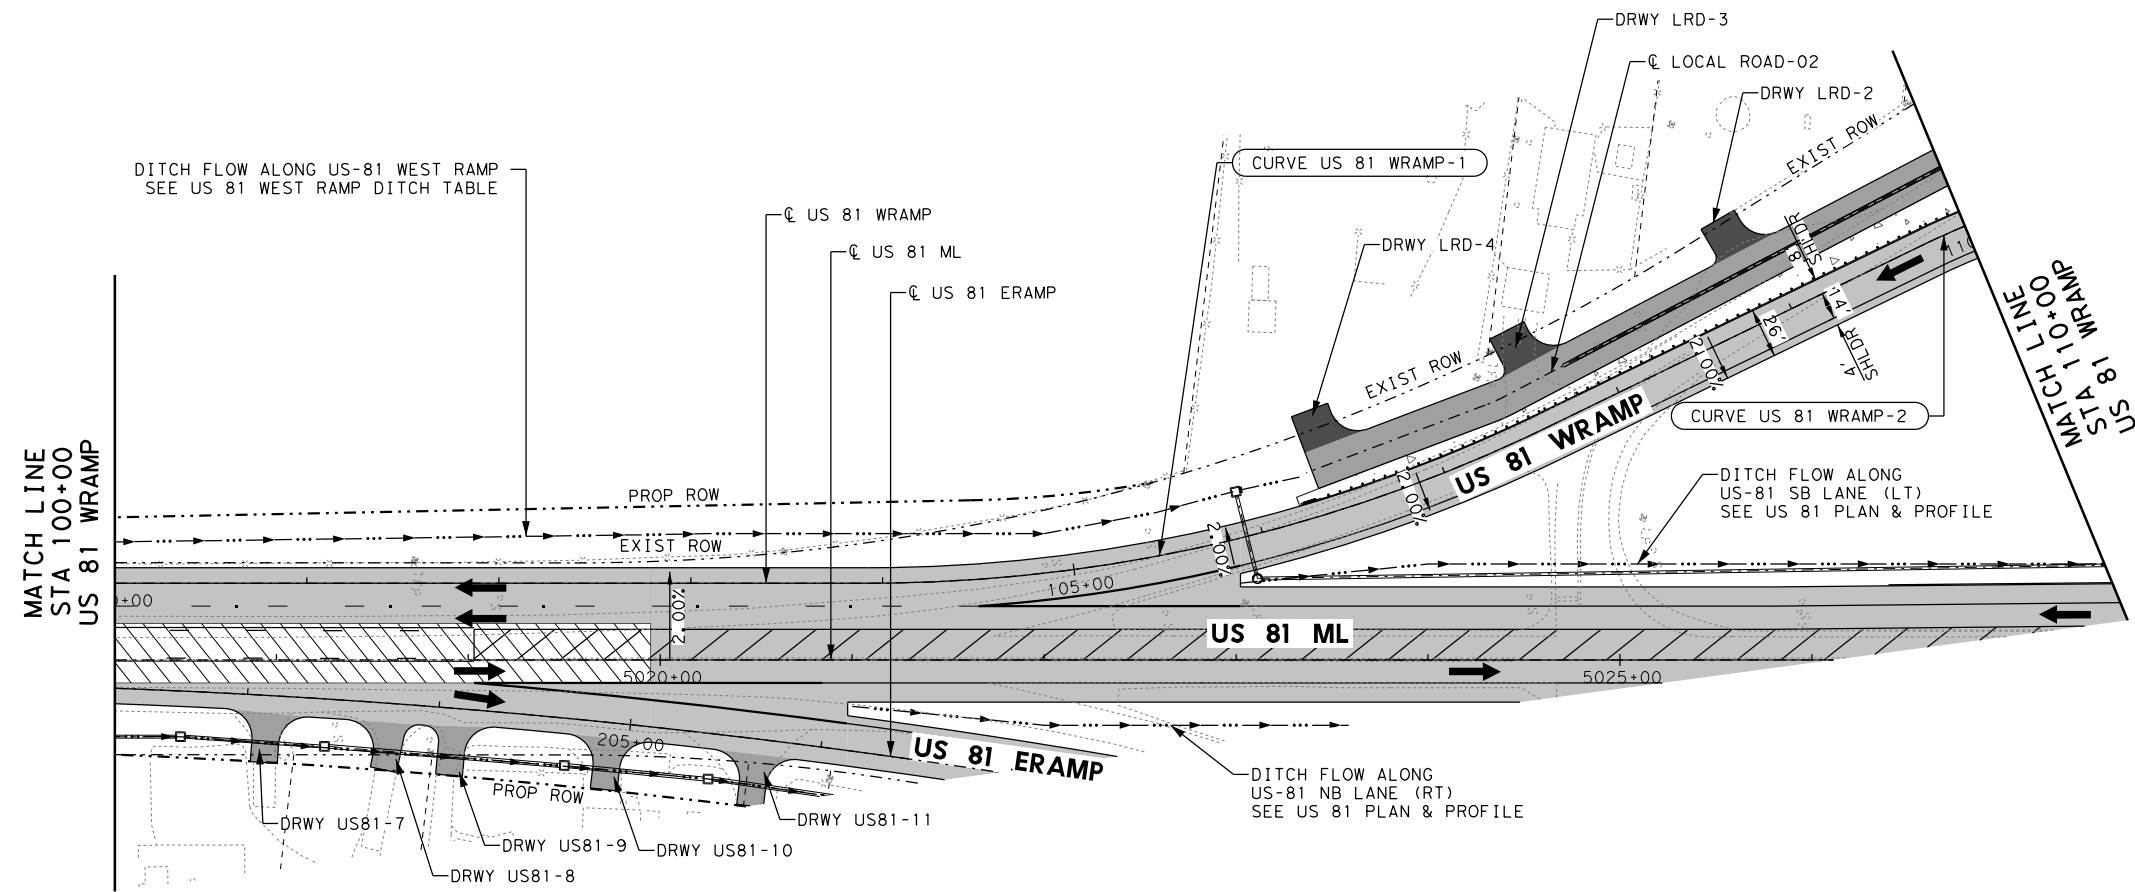 DRWY LRD-3
℄ LOCAL ROAD-02
DRWY LRD-2
EXIST ROW
CURVE US 81 WRAMP-1
DITCH FLOW ALONG US-81 WEST RAMP
SEE US 81 WEST RAMP DITCH TABLE
℄ US 81 WRAMP
DRWY LRD-4
℄ US 81 ML
℄ US 81 ERAMP
8'
SHLDR
14'
26'
4'
SHLDR
2.00%
EXIST ROW
MATCH LINE
STA 110+00
US 81 WRAMP
US 81 WRAMP
CURVE US 81 WRAMP-2
2.00%
DITCH FLOW ALONG
US-81 SB LANE (LT)
SEE US 81 PLAN & PROFILE
MATCH LINE
STA 100+00
US 81 WRAMP
PROP ROW
EXIST ROW
2.00%
105+00
2.00%
US 81 ML
5020+00
5025+00
205+00
US 81 ERAMP
PROP ROW
DITCH FLOW ALONG
US-81 NB LANE (RT)
SEE US 81 PLAN & PROFILE
DRWY US81-7
DRWY US81-11
DRWY US81-9
DRWY US81-10
DRWY US81-8